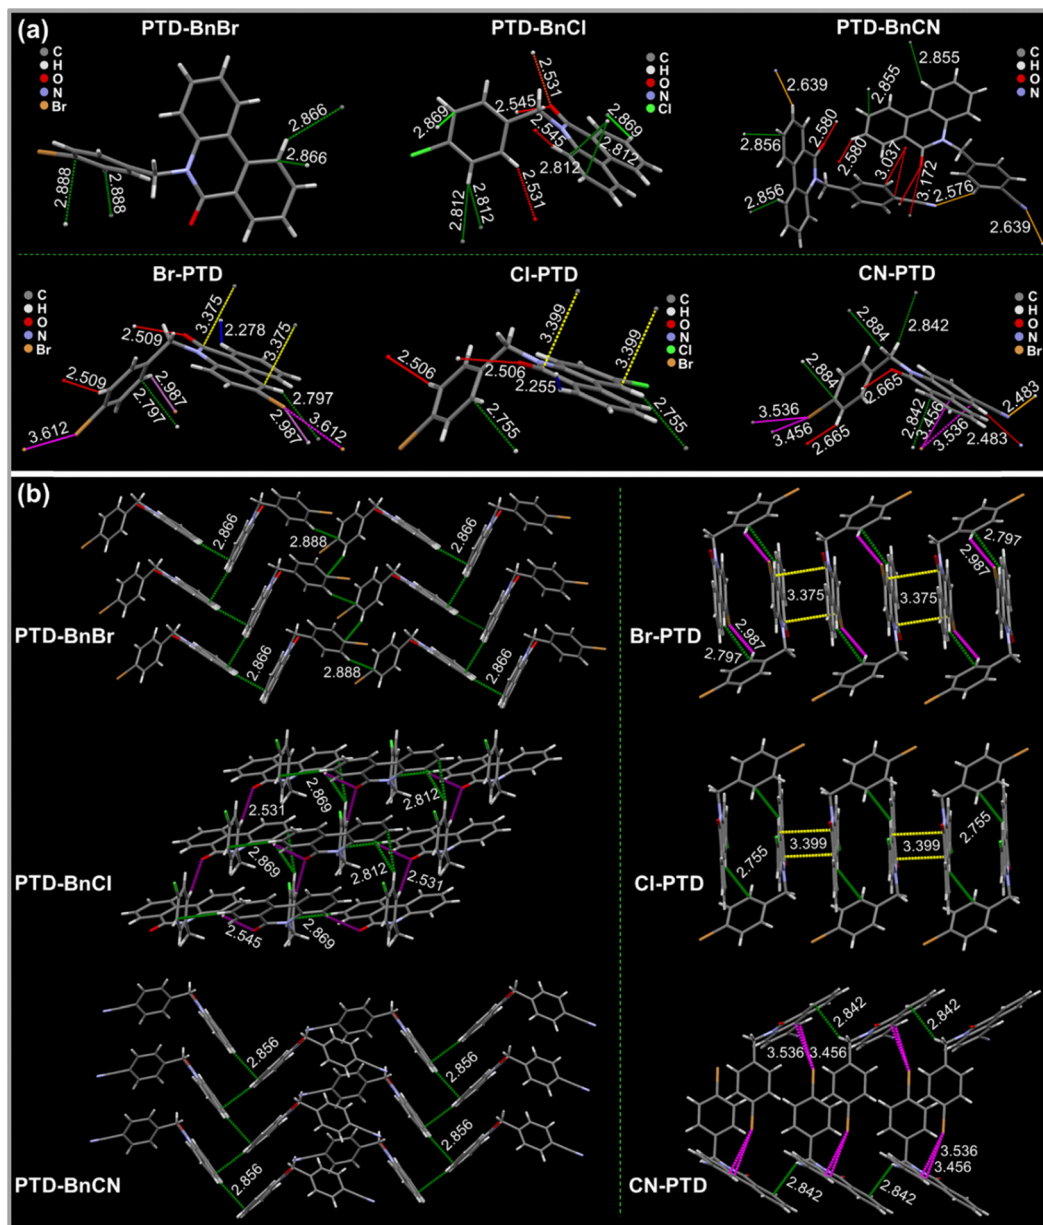 (a)
PTD-BnBr
C
H
O
N
Br
2.866
2.866
2.888
2.888
PTD-BnCl
C
H
O
N
Cl
2.531
2.545
2.869
2.869
2.545
2.812
2.812
2.812
2.812
2.531
PTD-BnCN
C
H
O
N
2.855
2.639
2.855
2.580
2.856
2.580
3.037
3.172
2.576
2.856
2.639
Br-PTD
C
H
O
N
Br
3.375
2.278
3.375
2.509
2.509
2.987
2.797
2.797
3.612
2.987
3.612
Cl-PTD
C
H
O
N
Cl
Br
3.399
3.399
2.506
2.506
2.255
2.755
2.755
CN-PTD
C
H
O
N
Br
2.884
2.842
2.884
2.665
2.483
3.536
3.456
2.665
2.842
3.456
3.536
2.483
(b)
PTD-BnBr
2.866
2.888
2.866
2.866
2.888
2.866
Br-PTD
2.797
2.987
3.375
3.375
2.987
2.797
PTD-BnCl
2.531
2.869
2.812
2.869
2.812
2.531
2.545
2.869
Cl-PTD
2.755
3.399
3.399
2.755
PTD-BnCN
2.856
2.856
2.856
2.856
CN-PTD
2.842
2.842
3.536
3.456
3.536
3.456
2.842
2.842